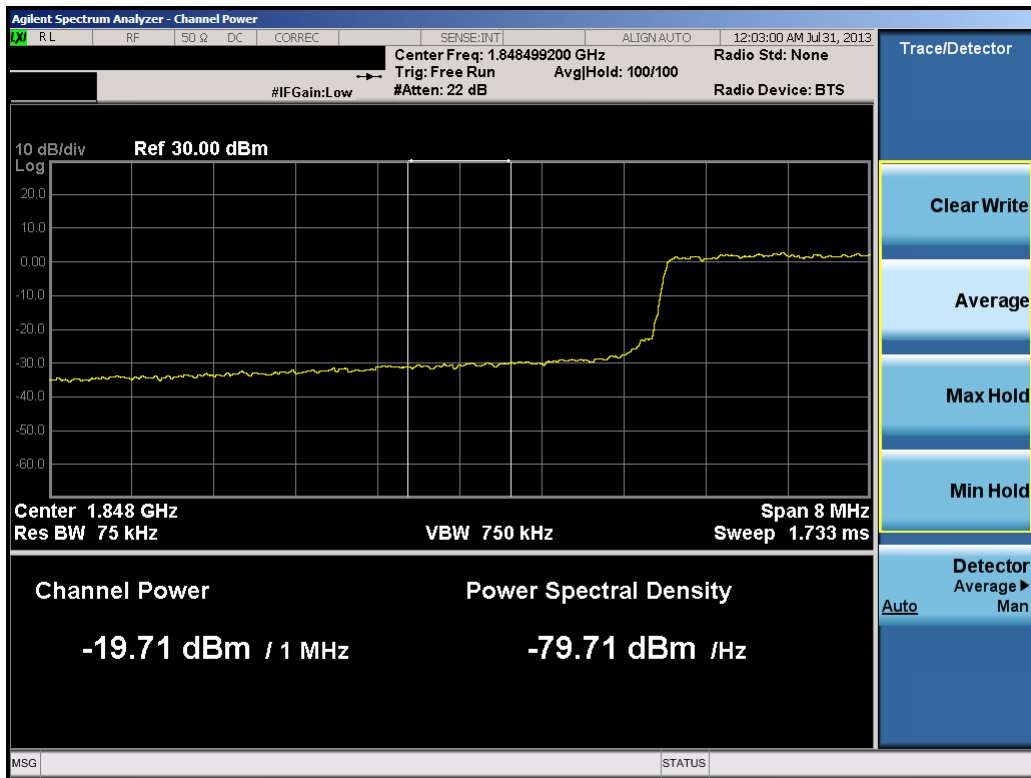 Agilent Spectrum Analyzer - Channel Power
LXI RL RF 50 Ω DC CORREC SENSE:INT ALIGN AUTO 12:03:00 AM Jul 31, 2013
Center Freq: 1.848499200 GHz Radio Std: None
Trig: Free Run Avg|Hold: 100/100
#IFGain:Low #Atten: 22 dB Radio Device: BTS
10 dB/div Ref 30.00 dBm
Log
20.0
10.0
0.00
-10.0
-20.0
-30.0
-40.0
-50.0
-60.0
Center 1.848 GHz Span 8 MHz
Res BW 75 kHz VBW 750 kHz Sweep 1.733 ms
Channel Power Power Spectral Density
-19.71 dBm / 1 MHz -79.71 dBm /Hz
MSG STATUS
Trace/Detector
Clear Write
Average
Max Hold
Min Hold
Detector
Average▶
Auto Man